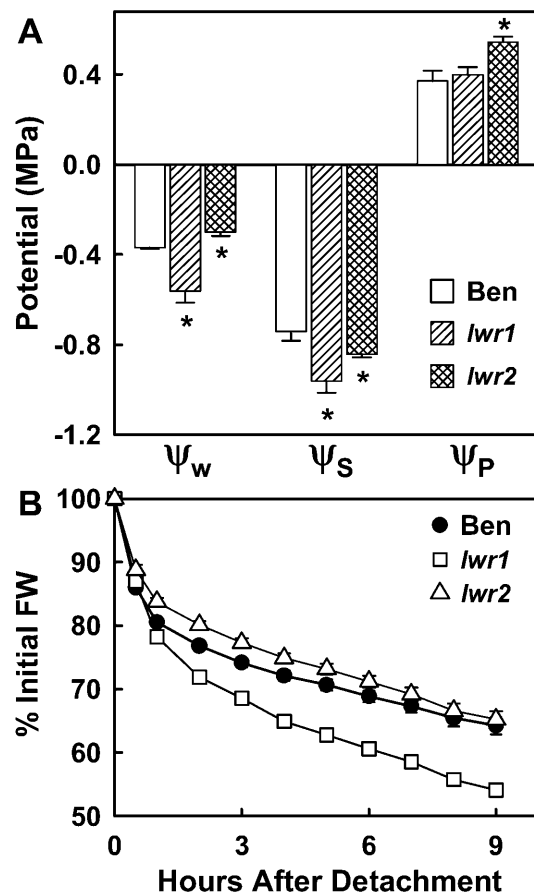 A
Potential (MPa)
0.4
0.0
-0.4
-0.8
-1.2
*
*
*
*
*
Ben
lwr1
lwr2
Ψw
ΨS
ΨP
B
% Initial FW
100
90
80
70
60
50
Ben
lwr1
lwr2
0
3
6
9
Hours After Detachment